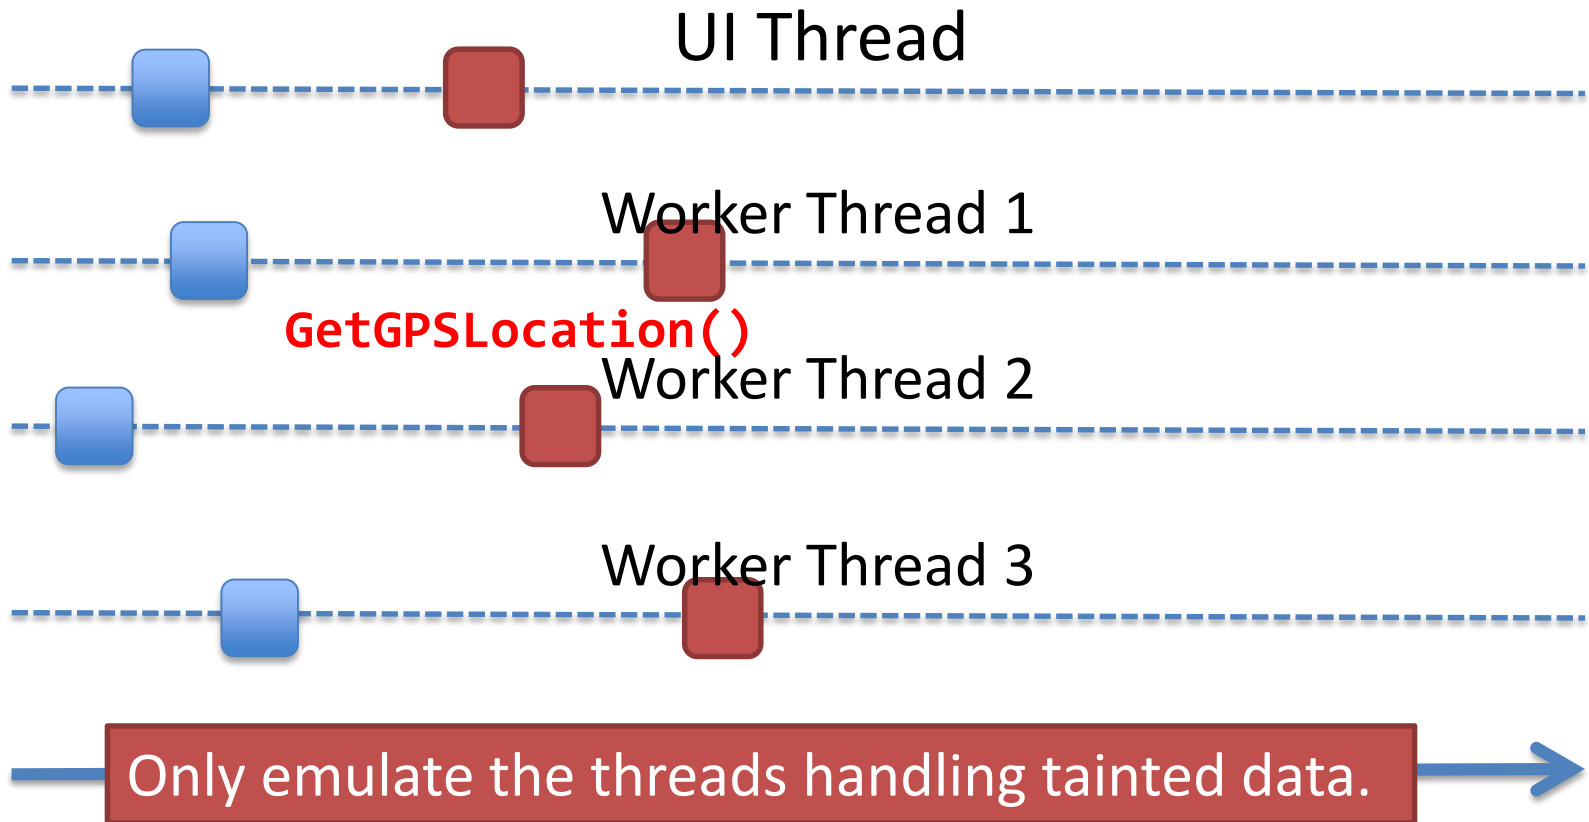 UI Thread
Worker Thread 1
GetGPSLocation()
Worker Thread 2
Worker Thread 3
Only emulate the threads handling tainted data.